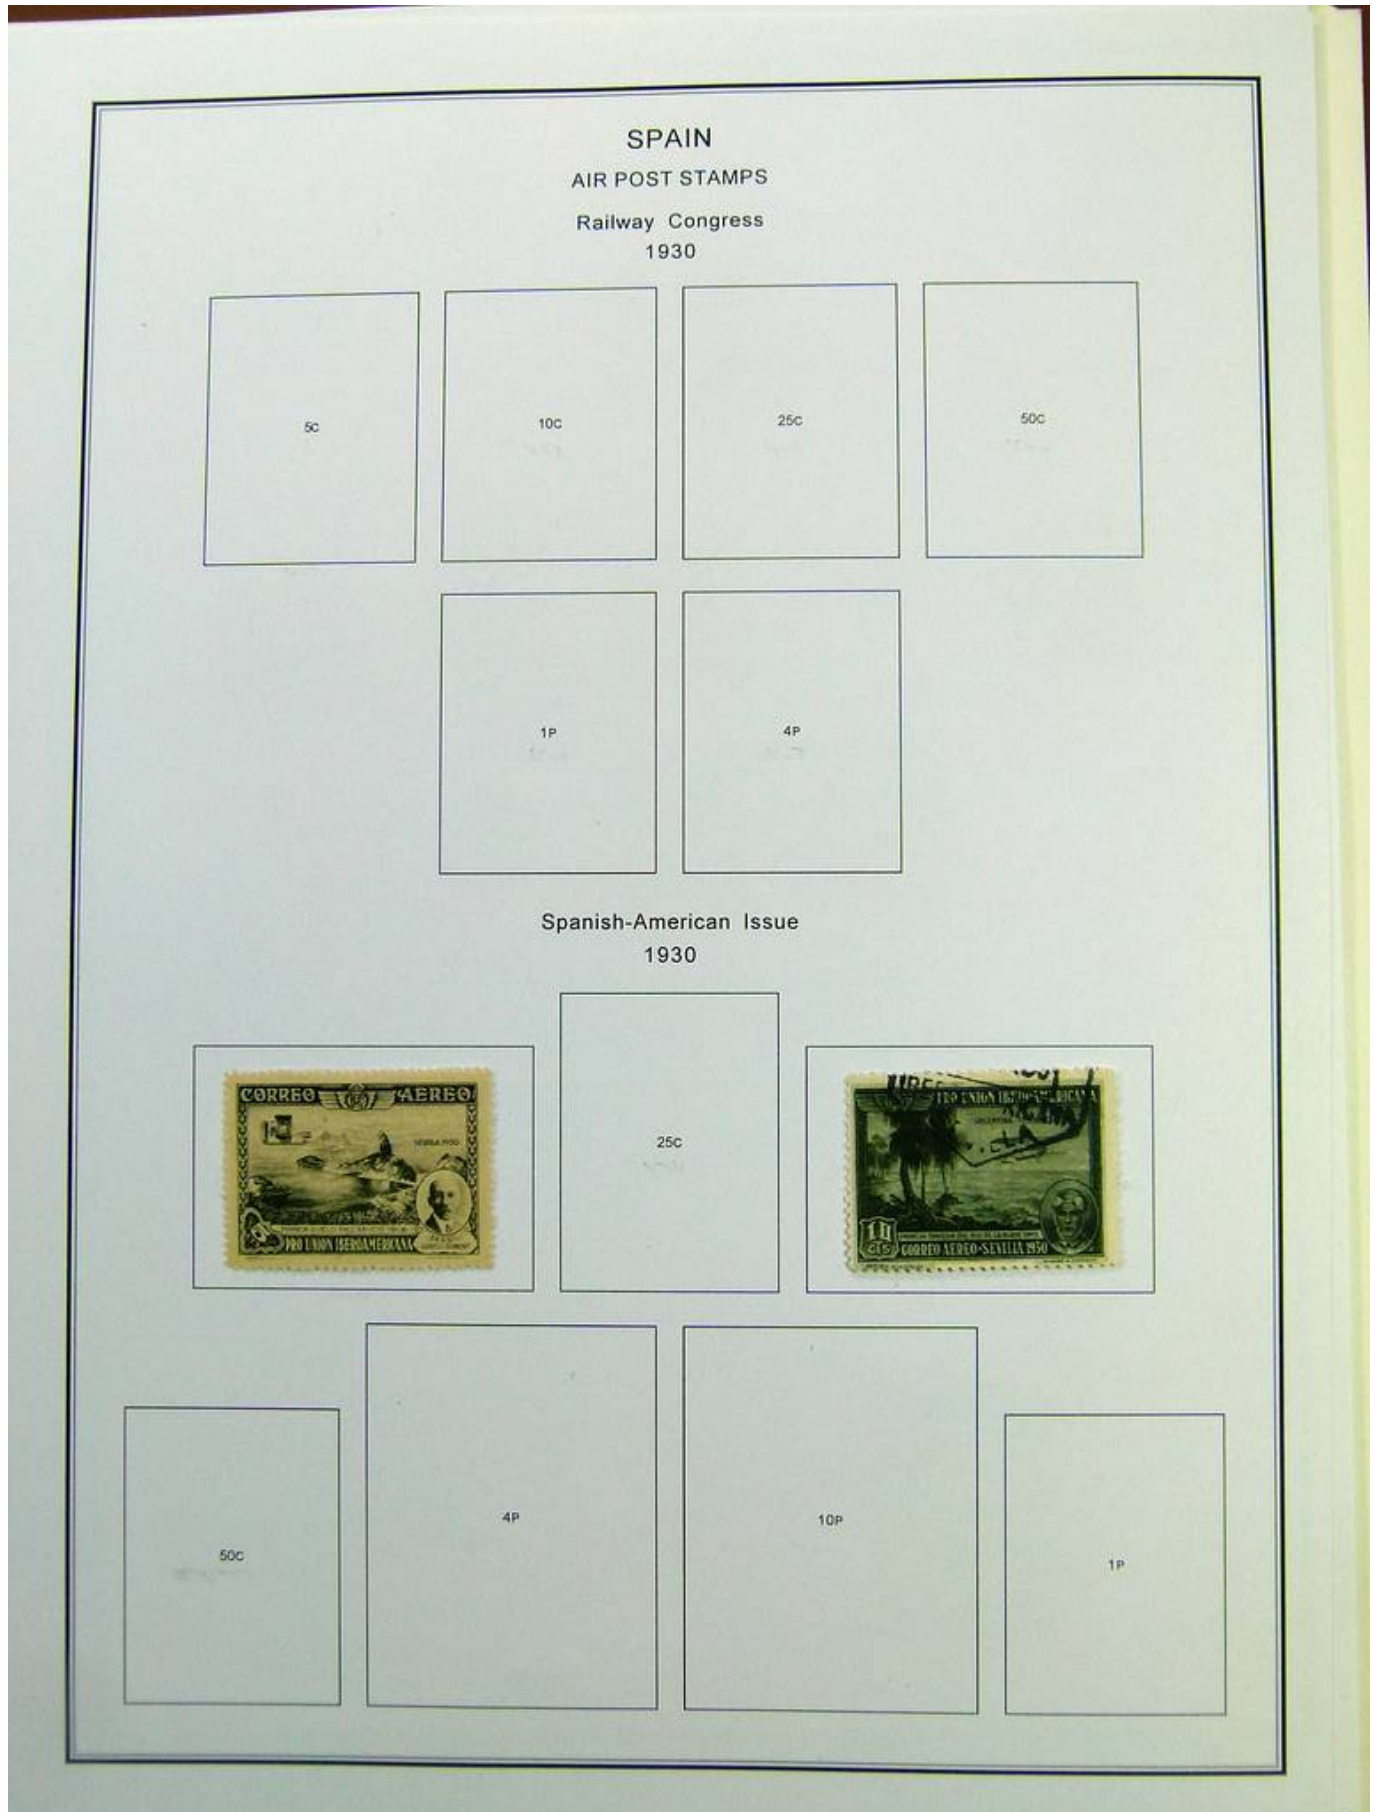 SPAIN
AIR POST STAMPS
Railway Congress
1930
5C
10C
25C
50C
1P
4P
Spanish-American Issue
1930
CORREO AEREO
SEVILLA 1930
PRO UNION IBEROAMERICANA
25C
PRO UNION IBEROAMERICANA
ARGENTINA
10
CTS
CORREO AEREO·SEVILLA 1930
50C
4P
10P
1P